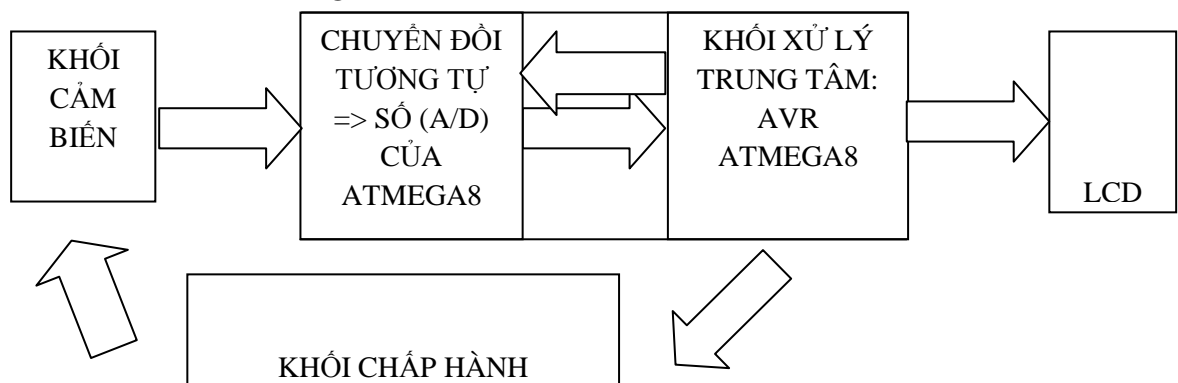 KHỐI
CẢM
BIẾN
CHUYỂN ĐỒI
TƯƠNG TỰ
=> SỐ (A/D)
CỦA
ATMEGA8
KHỐI XỬ LÝ
TRUNG TÂM:
AVR
ATMEGA8
LCD
KHỐI CHẤP HÀNH